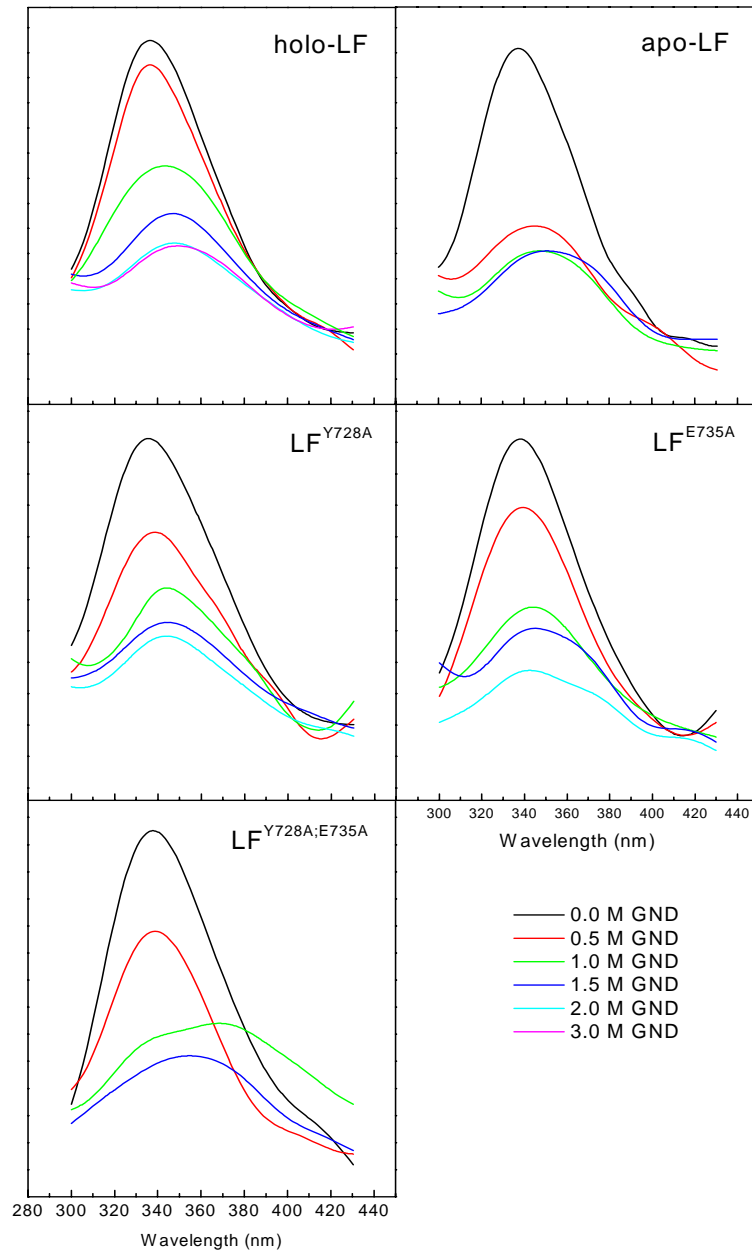 holo-LF
apo-LF
LF^Y728A
LF^E735A
300 320 340 360 380 400 420 440
Wavelength (nm)
LF^Y728A;E735A
0.0 M GND
0.5 M GND
1.0 M GND
1.5 M GND
2.0 M GND
3.0 M GND
280 300 320 340 360 380 400 420 440
Wavelength (nm)